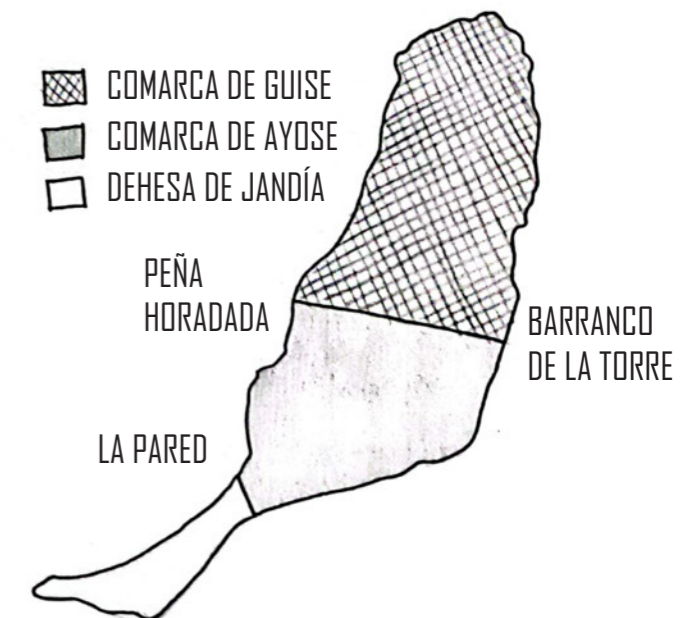 COMARCA DE GUISE
COMARCA DE AYOSE
DEHESA DE JANDÍA
PEÑA
HORADADA
BARRANCO
DE LA TORRE
LA PARED